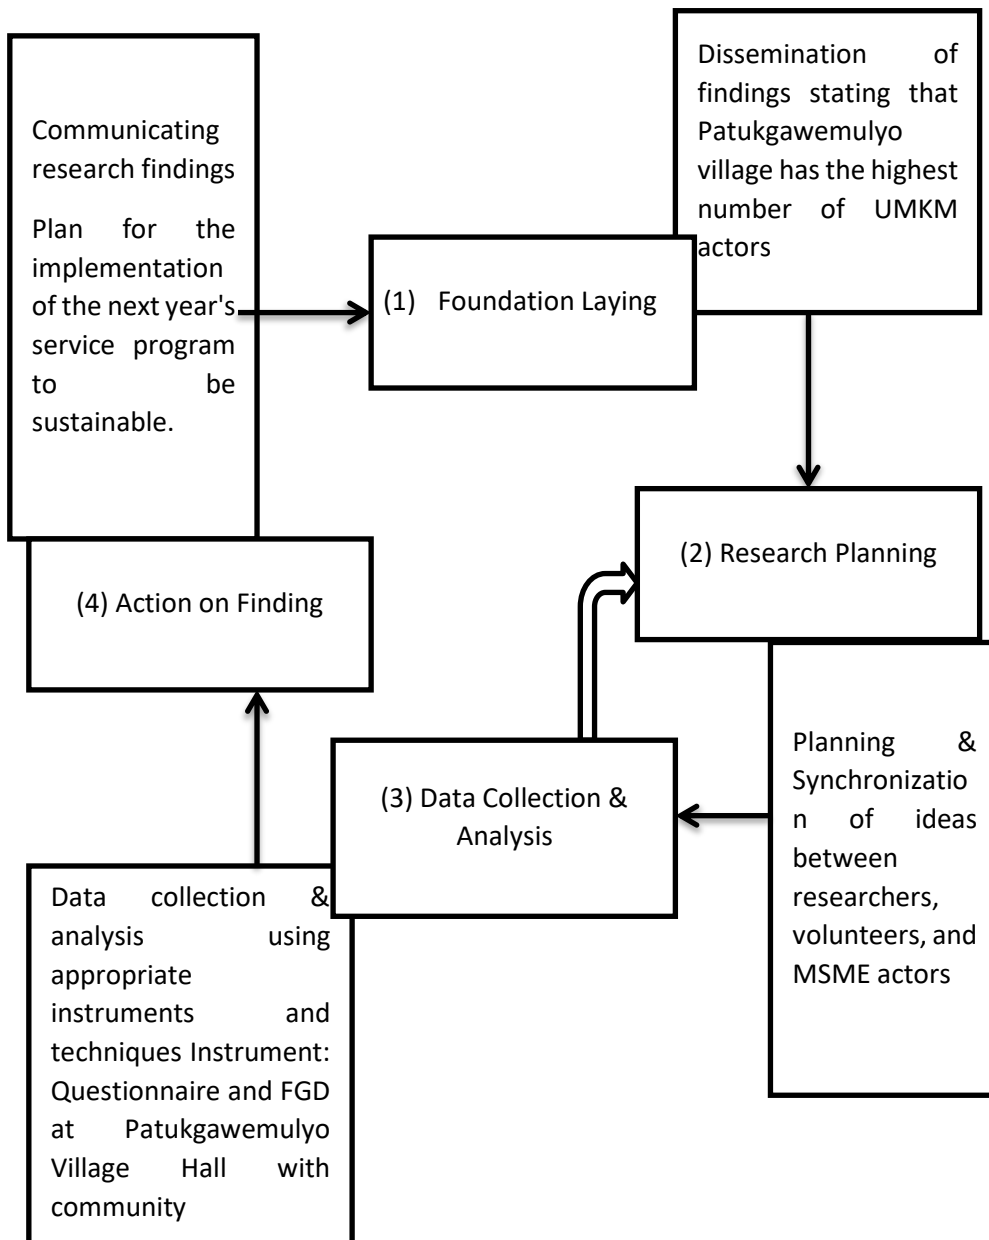 Communicating
research findings
Plan for the
implementation
of the next year's
service program
to be
sustainable.
(1) Foundation Laying
Dissemination of
findings stating that
Patukgawemulyo
village has the highest
number of UMKM
actors
(2) Research Planning
Planning &
Synchronizatio
n of ideas
between
researchers,
volunteers, and
MSME actors
(3) Data Collection &
Analysis
Data collection &
analysis using
appropriate
instruments and
techniques Instrument:
Questionnaire and FGD
at Patukgawemulyo
Village Hall with
community
(4) Action on Finding